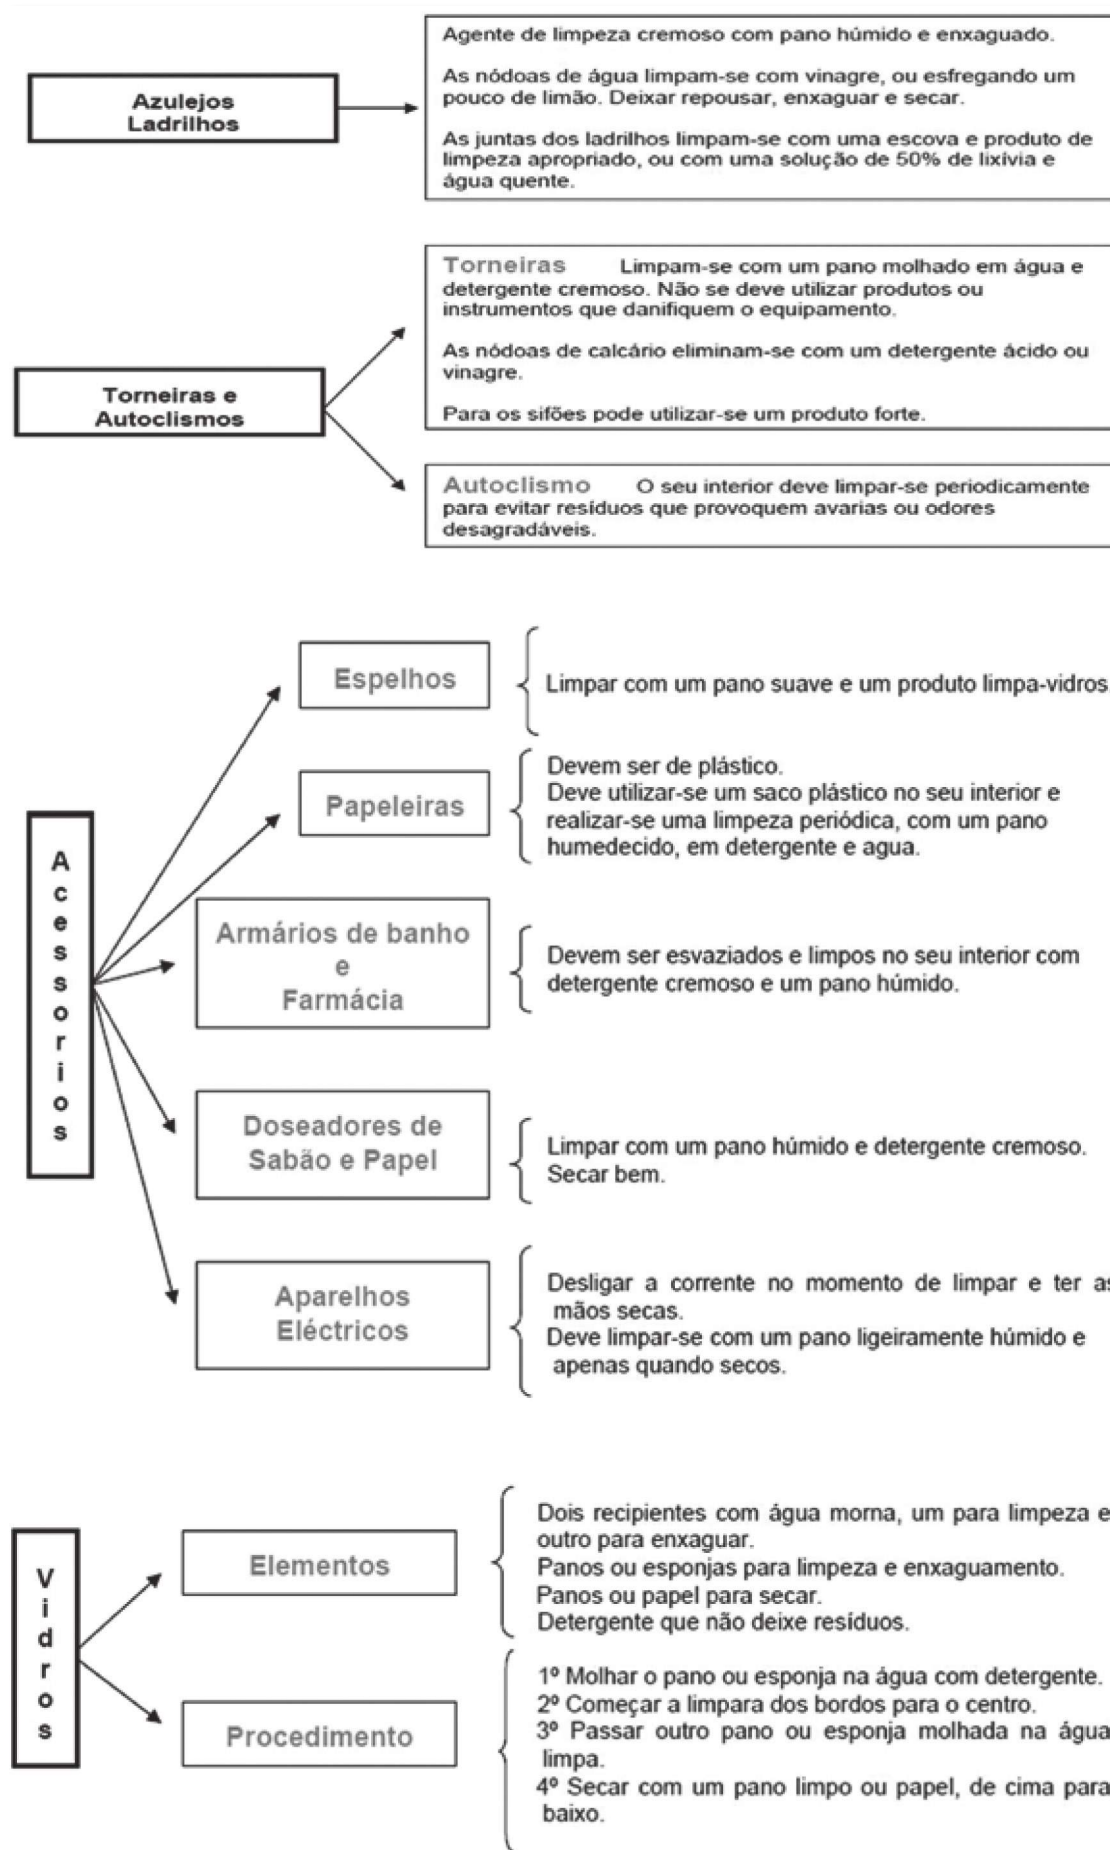 Azulejos
Ladrilhos
Agente de limpeza cremoso com pano húmido e enxaguado.
As nódoas de água limpam-se com vinagre, ou esfregando um
pouco de limão. Deixar repousar, enxaguar e secar.
As juntas dos ladrilhos limpam-se com uma escova e produto de
limpeza apropriado, ou com uma solução de 50% de lixívia e
água quente.
Torneiras e
Autoclismos
Torneiras Limpam-se com um pano molhado em água e
detergente cremoso. Não se deve utilizar produtos ou
instrumentos que danifiquem o equipamento.
As nódoas de calcário eliminam-se com um detergente ácido ou
vinagre.
Para os sifões pode utilizar-se um produto forte.
Autoclismo O seu interior deve limpar-se periodicamente
para evitar resíduos que provoquem avarias ou odores
desagradáveis.
Acessorios
Espelhos
Limpar com um pano suave e um produto limpa-vidros.
Papeleiras
Devem ser de plástico.
Deve utilizar-se um saco plástico no seu interior e
realizar-se uma limpeza periódica, com um pano
humedecido, em detergente e agua.
Armários de banho
e
Farmácia
Devem ser esvaziados e limpos no seu interior com
detergente cremoso e um pano húmido.
Doseadores de
Sabão e Papel
Limpar com um pano húmido e detergente cremoso.
Secar bem.
Aparelhos
Eléctricos
Desligar a corrente no momento de limpar e ter as
mãos secas.
Deve limpar-se com um pano ligeiramente húmido e
apenas quando secos.
Vidros
Elementos
Dois recipientes com água morna, um para limpeza e
outro para enxaguar.
Panos ou esponjas para limpeza e enxaguamento.
Panos ou papel para secar.
Detergente que não deixe resíduos.
Procedimento
1º Molhar o pano ou esponja na água com detergente.
2º Começar a limpara dos bordos para o centro.
3º Passar outro pano ou esponja molhada na água
limpa.
4º Secar com um pano limpo ou papel, de cima para
baixo.